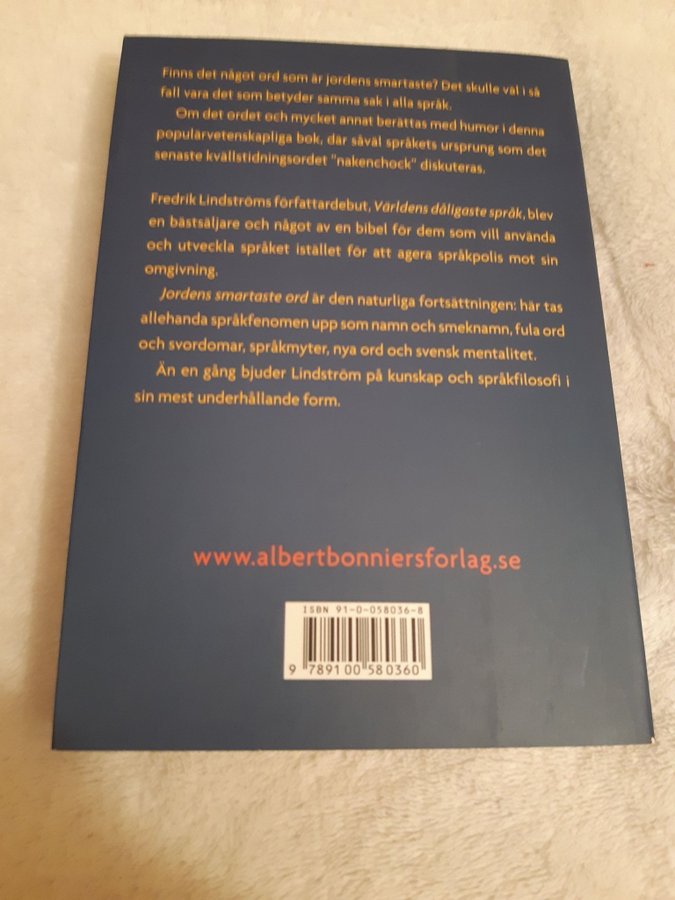 Finns det något ord som är jordens smartaste? Det skulle väl i så
fall vara det som betyder samma sak i alla språk.
Om det ordet och mycket annat berättas med humor i denna
populärvetenskapliga bok, där såväl språkets ursprung som det
senaste kvällstidningsordet "nakenchock" diskuteras.
Fredrik Lindströms författardebut, Världens dåligaste språk, blev
en bästsäljare och något av en bibel för dem som vill använda
och utveckla språket istället för att agera språkpolis mot sin
omgivning.
Jordens smartaste ord är den naturliga fortsättningen: här tas
allehanda språkfenomen upp som namn och smeknamn, fula ord
och svordomar, språkmyter, nya ord och svensk mentalitet.
Än en gång bjuder Lindström på kunskap och språkfilosofi i
sin mest underhållande form.
www.albertbonniersforlag.se
ISBN 91-0-058036-8
9 789100 580360